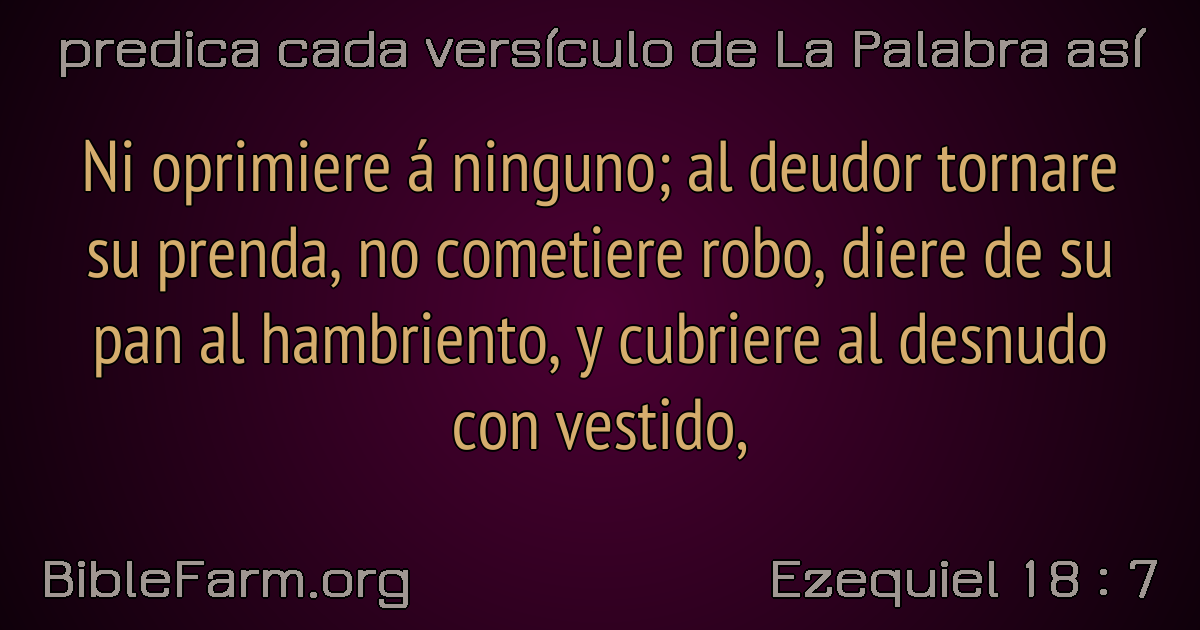 predica cada versículo de La Palabra así
Ni oprimiere á ninguno; al deudor tornare
su prenda, no cometiere robo, diere de su
pan al hambriento, y cubriere al desnudo
con vestido,
BibleFarm.org
Ezequiel 18 : 7